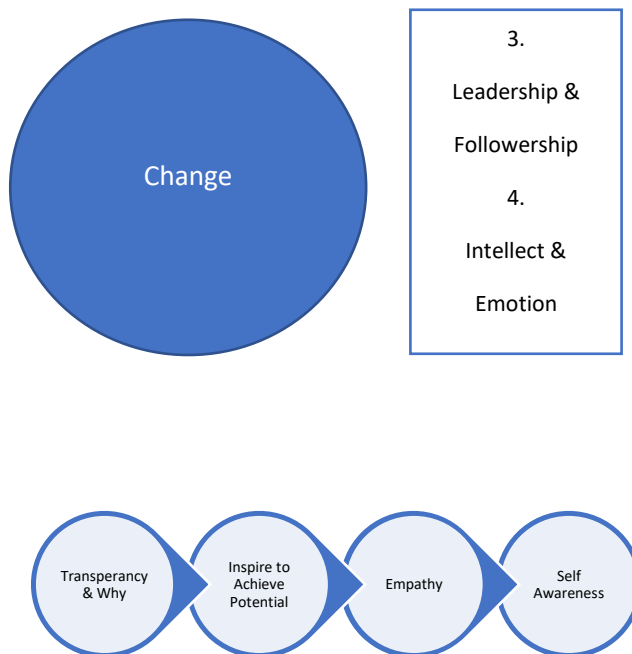 Change
3.
Leadership &
Followership
4.
Intellect &
Emotion
Transperancy
& Why
Inspire to
Achieve
Potential
Empathy
Self
Awareness